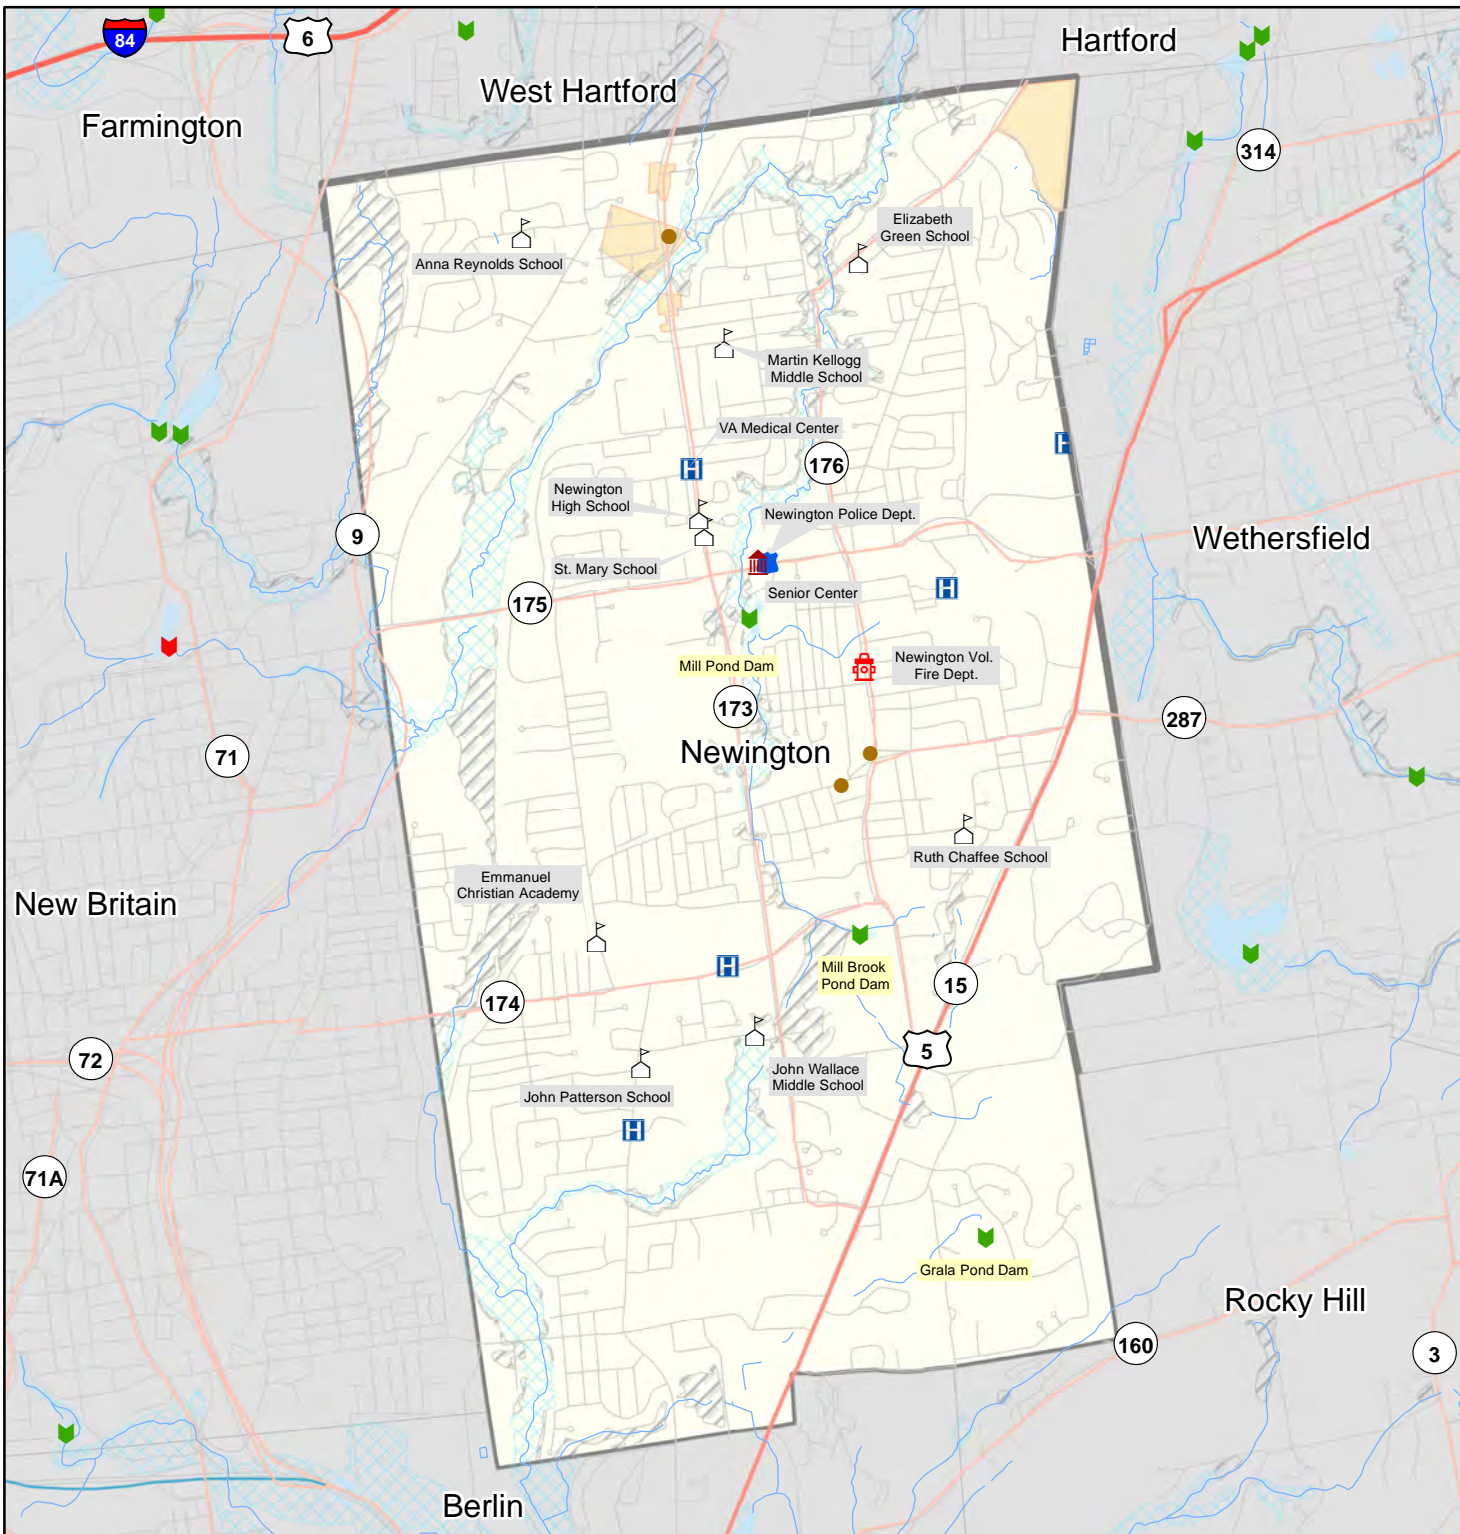 84
6
Hartford
West Hartford
Farmington
314
Elizabeth
Green School
Anna Reynolds School
Martin Kellogg
Middle School
VA Medical Center
176
H
H
Newington
High School
Newington Police Dept.
9
Wethersfield
St. Mary School
175
Senior Center
H
Mill Pond Dam
Newington Vol.
Fire Dept.
173
287
71
Newington
Ruth Chaffee School
Emmanuel
Christian Academy
New Britain
H
Mill Brook
Pond Dam
15
174
72
5
John Wallace
Middle School
John Patterson School
H
71A
Grala Pond Dam
Rocky Hill
160
3
Berlin